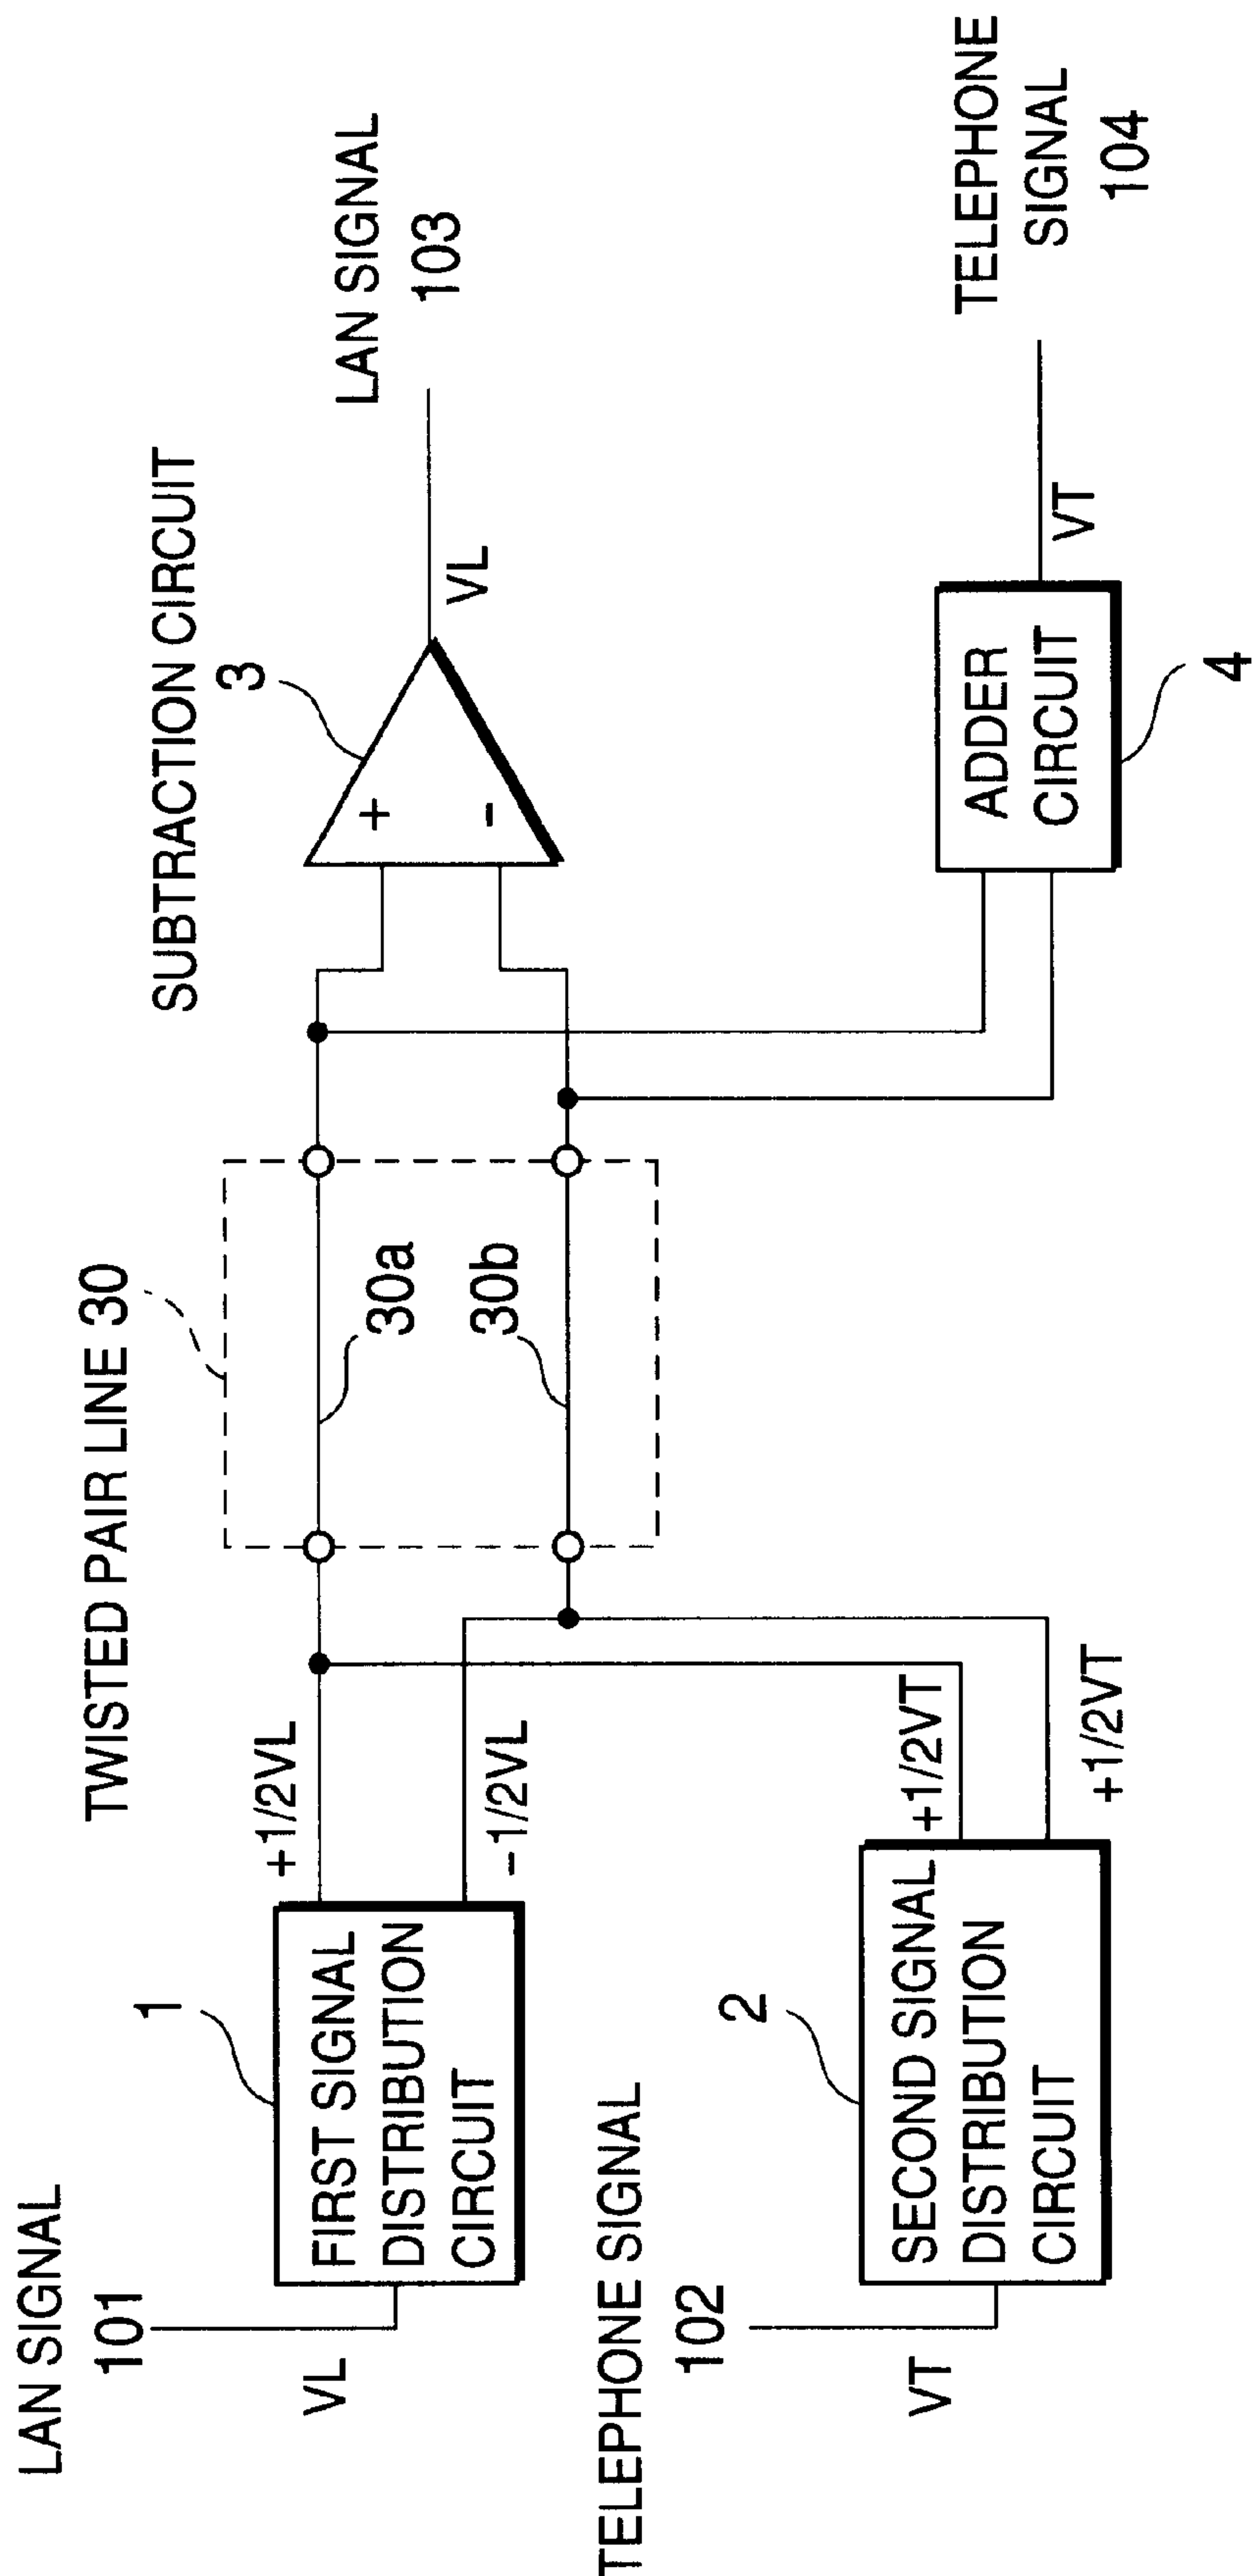 LAN SIGNAL
101
VL
FIRST SIGNAL
DISTRIBUTION
CIRCUIT
1
+1/2VL
-1/2VL
TELEPHONE SIGNAL
102
VT
SECOND SIGNAL
DISTRIBUTION
CIRCUIT
2
+1/2VT
+1/2VT
TWISTED PAIR LINE 30
30a
30b
SUBTRACTION CIRCUIT
3
+
-
VL
LAN SIGNAL
103
ADDER
CIRCUIT
4
VT
TELEPHONE
SIGNAL
104